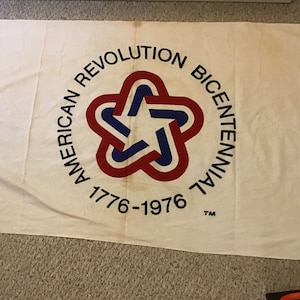 AMERICAN REVOLUTION BICENTENNIAL
1776-1976
TM